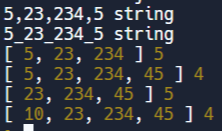 5,23,234,5 string
5_23_234_5 string
[ 5, 23, 234 ] 5
[ 5, 23, 234, 45 ] 4
[ 23, 234, 45 ] 5
[ 10, 23, 234, 45 ] 4